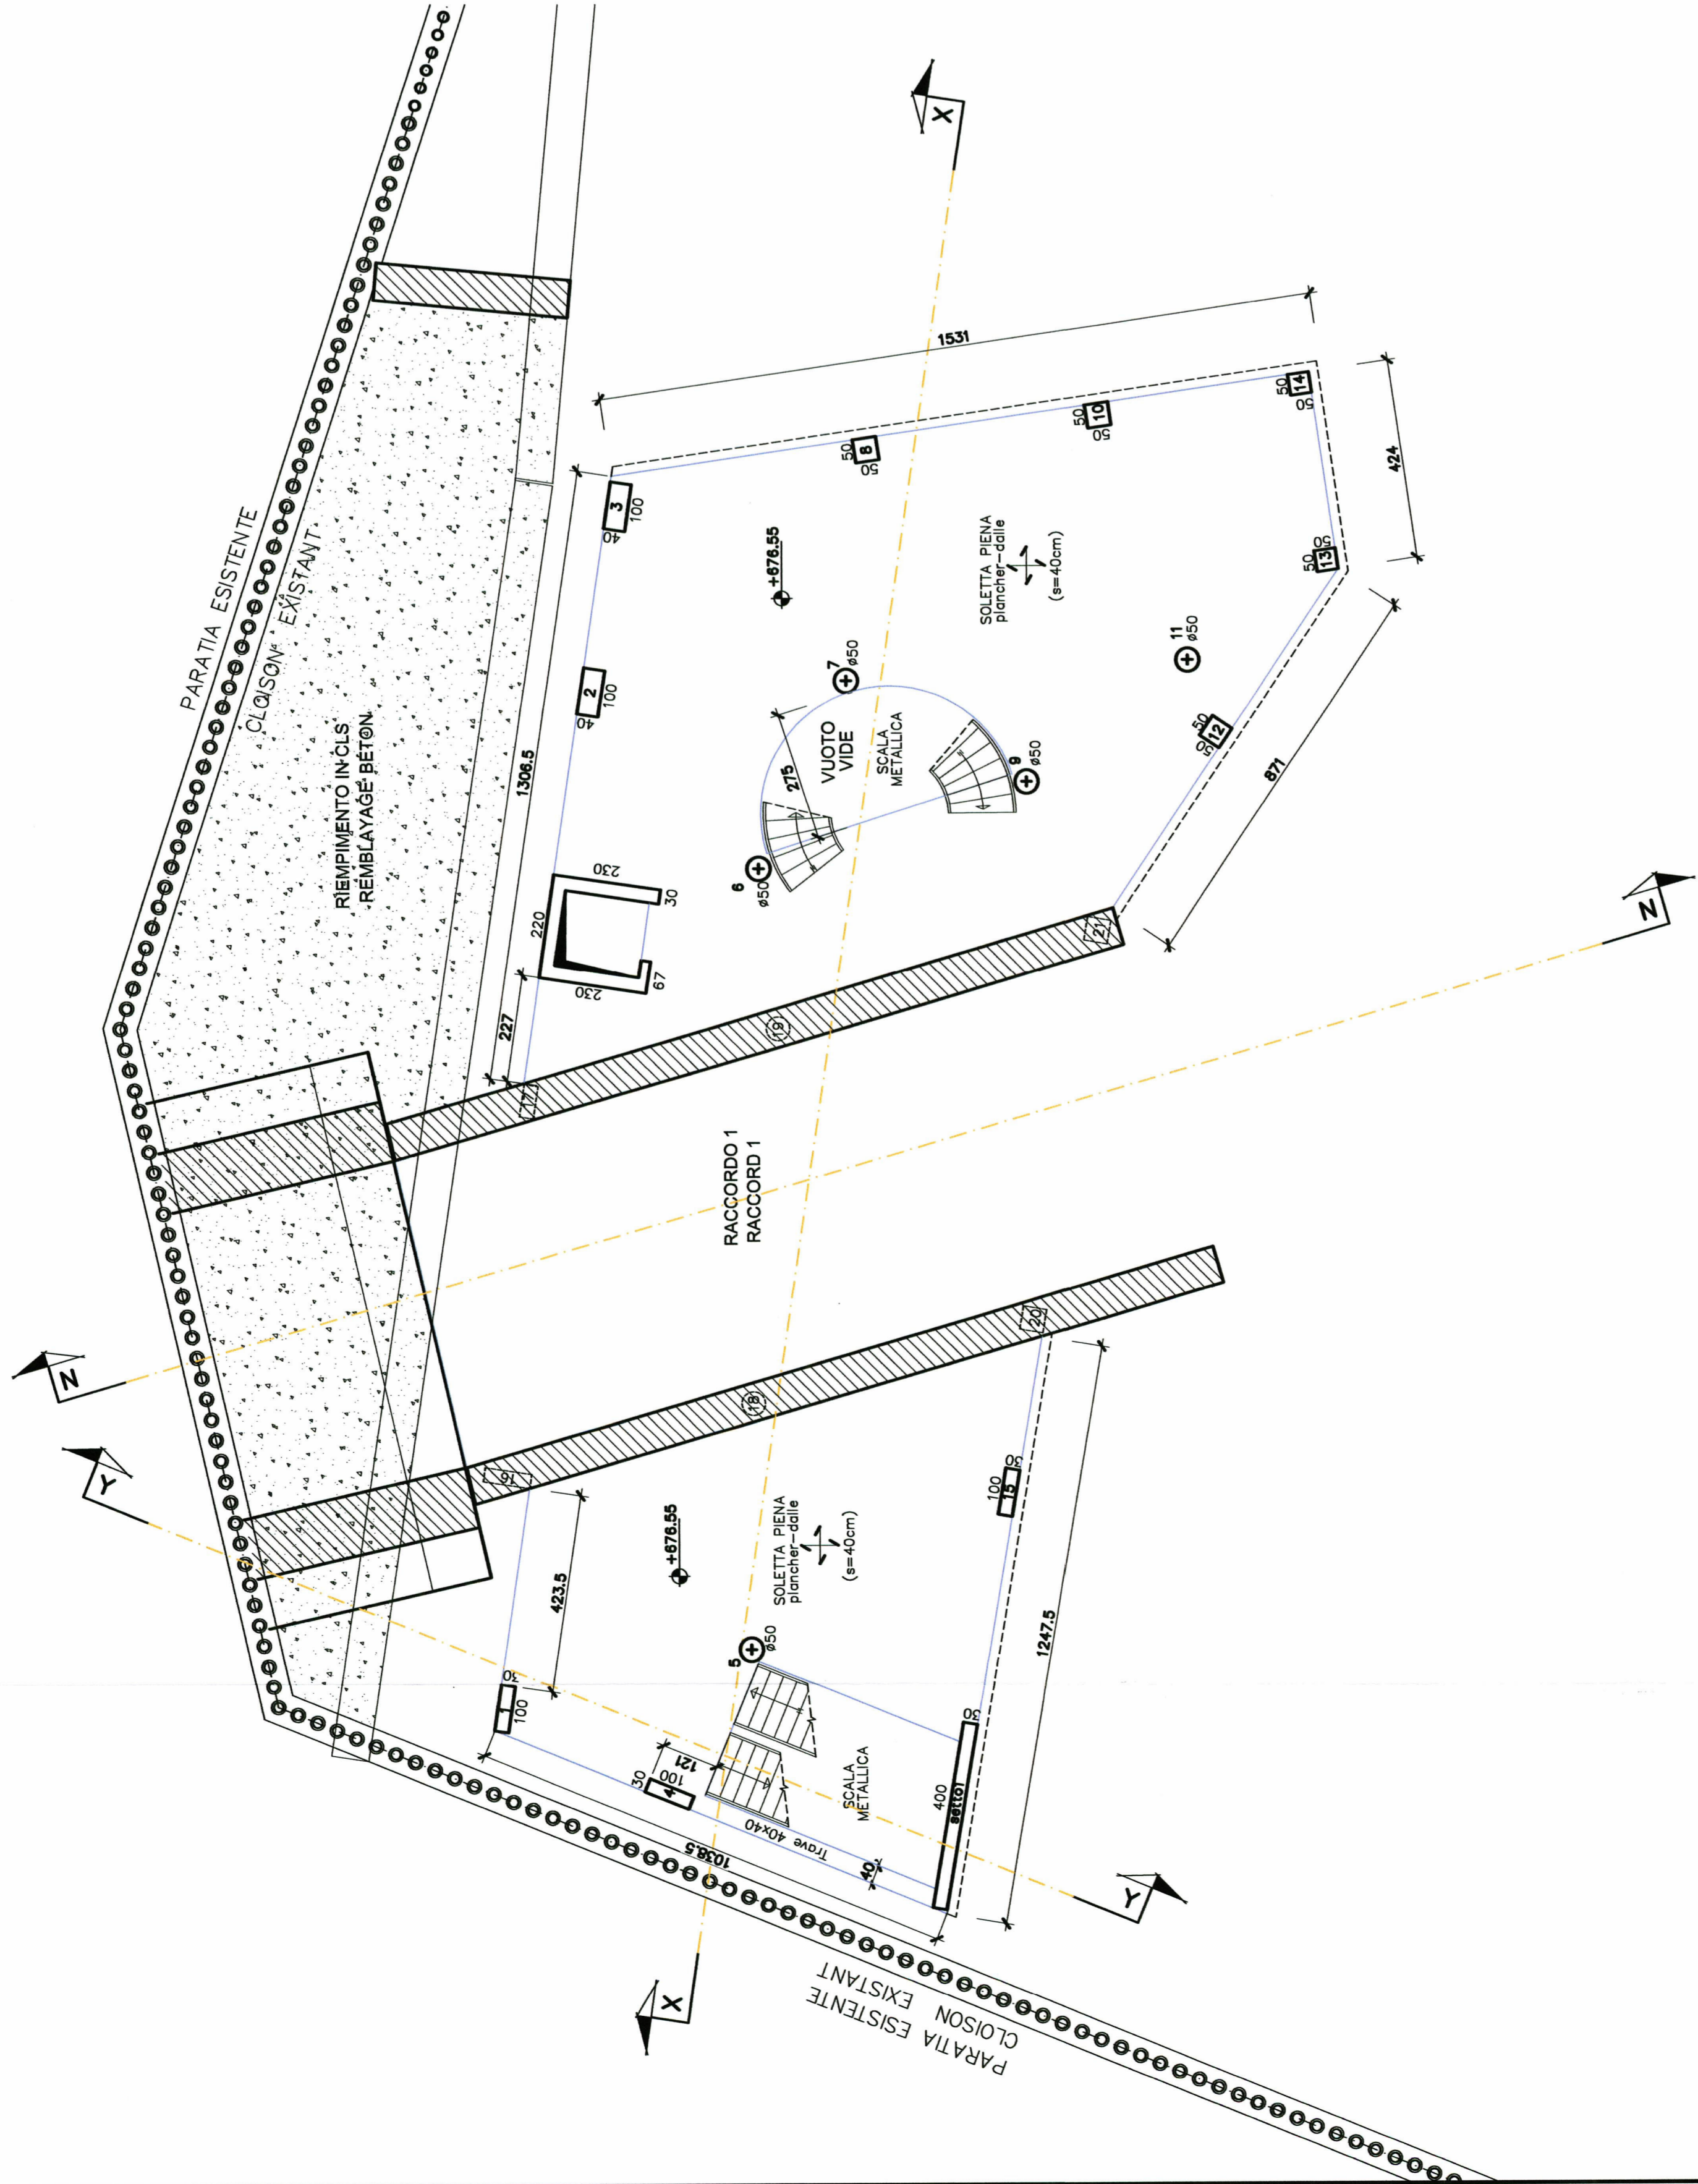 PARATIA ESISTENTE
CLOISON EXISTANT
RIEMPIMENTO IN CLS
REMBLAYAGE BÉTON
X
1531
3
40
100
2
40
100
1306.5
+676.55
8
50
50
10
50
50
14
50
50
424
13
50
50
SOLETTA PIENA
plancher-dalle
(s=40cm)
7
ø50
11
ø50
12
50
50
871
275
VUOTO
VIDE
SCALA
METALLICA
9
ø50
6
ø50
220
230
30
230
67
227
17
19
21
N
RACCORDO 1
RACCORD 1
N
Y
16
18
20
423.5
+676.55
SOLETTA PIENA
plancher-dalle
(s=40cm)
100
15
30
1247.5
5
ø50
1
30
100
4
30
100
121
SCALA
METALLICA
Trave 40x40
40
1038.5
400
setto1
30
Y
X
PARATIA ESISTENTE
CLOISON EXISTANT